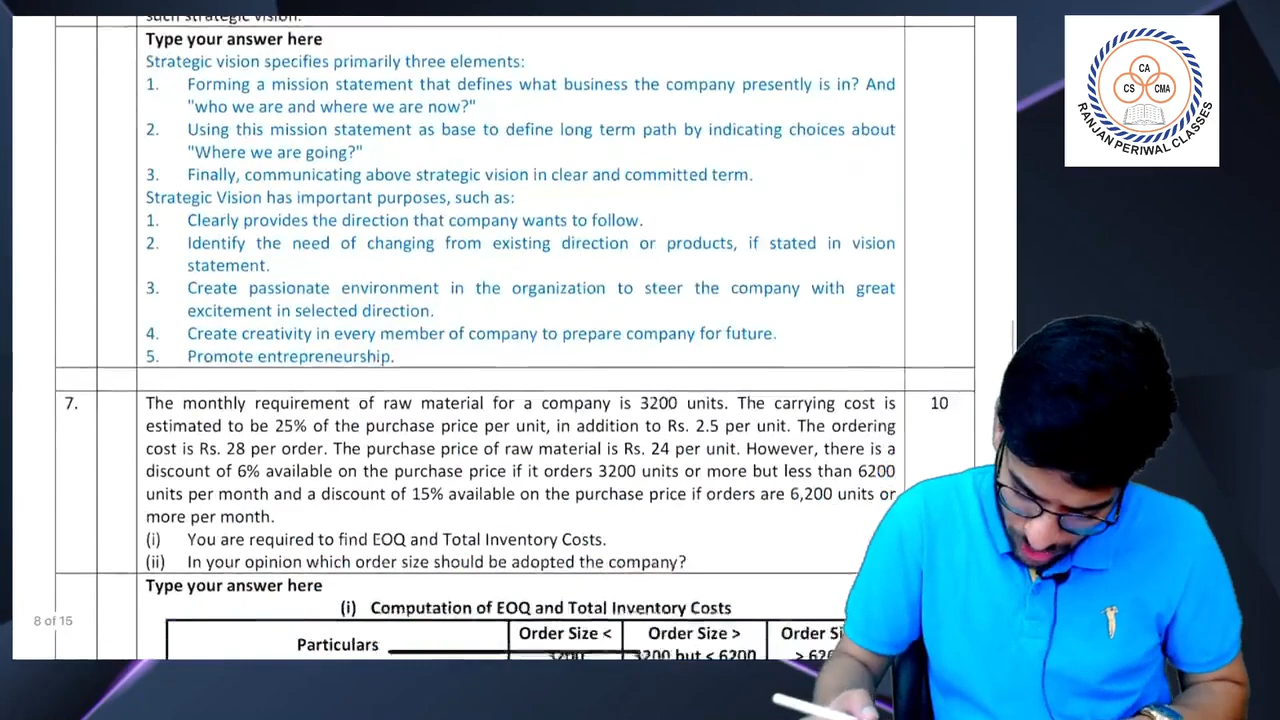 such strategic vision.
Type your answer here
Strategic vision specifies primarily three elements:
1. Forming a mission statement that defines what business the company presently is in? And
"who we are and where we are now?"
2. Using this mission statement as base to define long term path by indicating choices about
"Where we are going?"
3. Finally, communicating above strategic vision in clear and committed term.
Strategic Vision has important purposes, such as:
1. Clearly provides the direction that company wants to follow.
2. Identify the need of changing from existing direction or products, if stated in vision
statement.
3. Create passionate environment in the organization to steer the company with great
excitement in selected direction.
4. Create creativity in every member of company to prepare company for future.
5. Promote entrepreneurship.
7. The monthly requirement of raw material for a company is 3200 units. The carrying cost is 10
estimated to be 25% of the purchase price per unit, in addition to Rs. 2.5 per unit. The ordering
cost is Rs. 28 per order. The purchase price of raw material is Rs. 24 per unit. However, there is a
discount of 6% available on the purchase price if it orders 3200 units or more but less than 6200
units per month and a discount of 15% available on the purchase price if orders are 6,200 units or
more per month.
(i) You are required to find EOQ and Total Inventory Costs.
(ii) In your opinion which order size should be adopted the company?
Type your answer here
(i) Computation of EOQ and Total Inventory Costs
Particulars
Order Size <
3200
Order Size >
3200 but < 6200
Order
8 of 15
CA
CS
CMA
RANJAN PERIWAL CLASSES